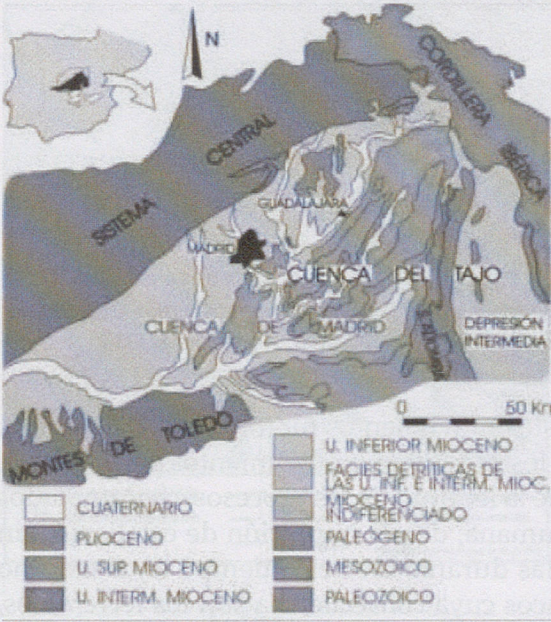 N
CORDILLERA
IBÉRICA
SISTEMA
CENTRAL
GUADALAJARA
MADRID
CUENCA DEL TAJO
CUENCA DE MADRID
DEPRESIÓN
INTERMEDIA
MONTES DE TOLEDO
0 50 Km
U. INFERIOR MIOCENO
FACIES DETRÍTICAS DE
LAS U. INF. E INTERM. MIOC.
MIOCENO
INDIFERENCIADO
CUATERNARIO
PLIOCENO
U. SUP. MIOCENO
U. INTERM. MIOCENO
PALEÓGENO
MESOZOICO
PALEOZOICO